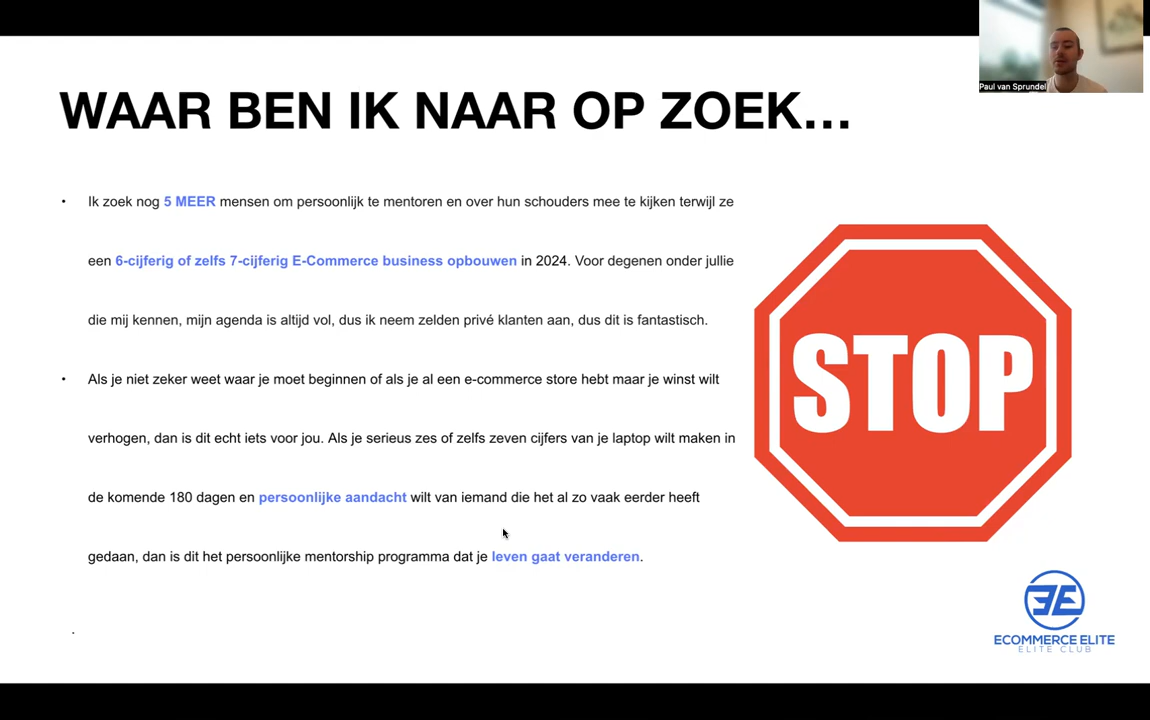 Paul van Sprundel
WAAR BEN IK NAAR OP ZOEK...
• Ik zoek nog 5 MEER mensen om persoonlijk te mentoren en over hun schouders mee te kijken terwijl ze
een 6-cijferig of zelfs 7-cijferig E-Commerce business opbouwen in 2024. Voor degenen onder jullie
die mij kennen, mijn agenda is altijd vol, dus ik neem zelden privé klanten aan, dus dit is fantastisch.
• Als je niet zeker weet waar je moet beginnen of als je al een e-commerce store hebt maar je winst wilt
verhogen, dan is dit echt iets voor jou. Als je serieus zes of zelfs zeven cijfers van je laptop wilt maken in
de komende 180 dagen en persoonlijke aandacht wilt van iemand die het al zo vaak eerder heeft
gedaan, dan is dit het persoonlijke mentorship programma dat je leven gaat veranderen.
.
STOP
ECOMMERCE ELITE
ELITE CLUB